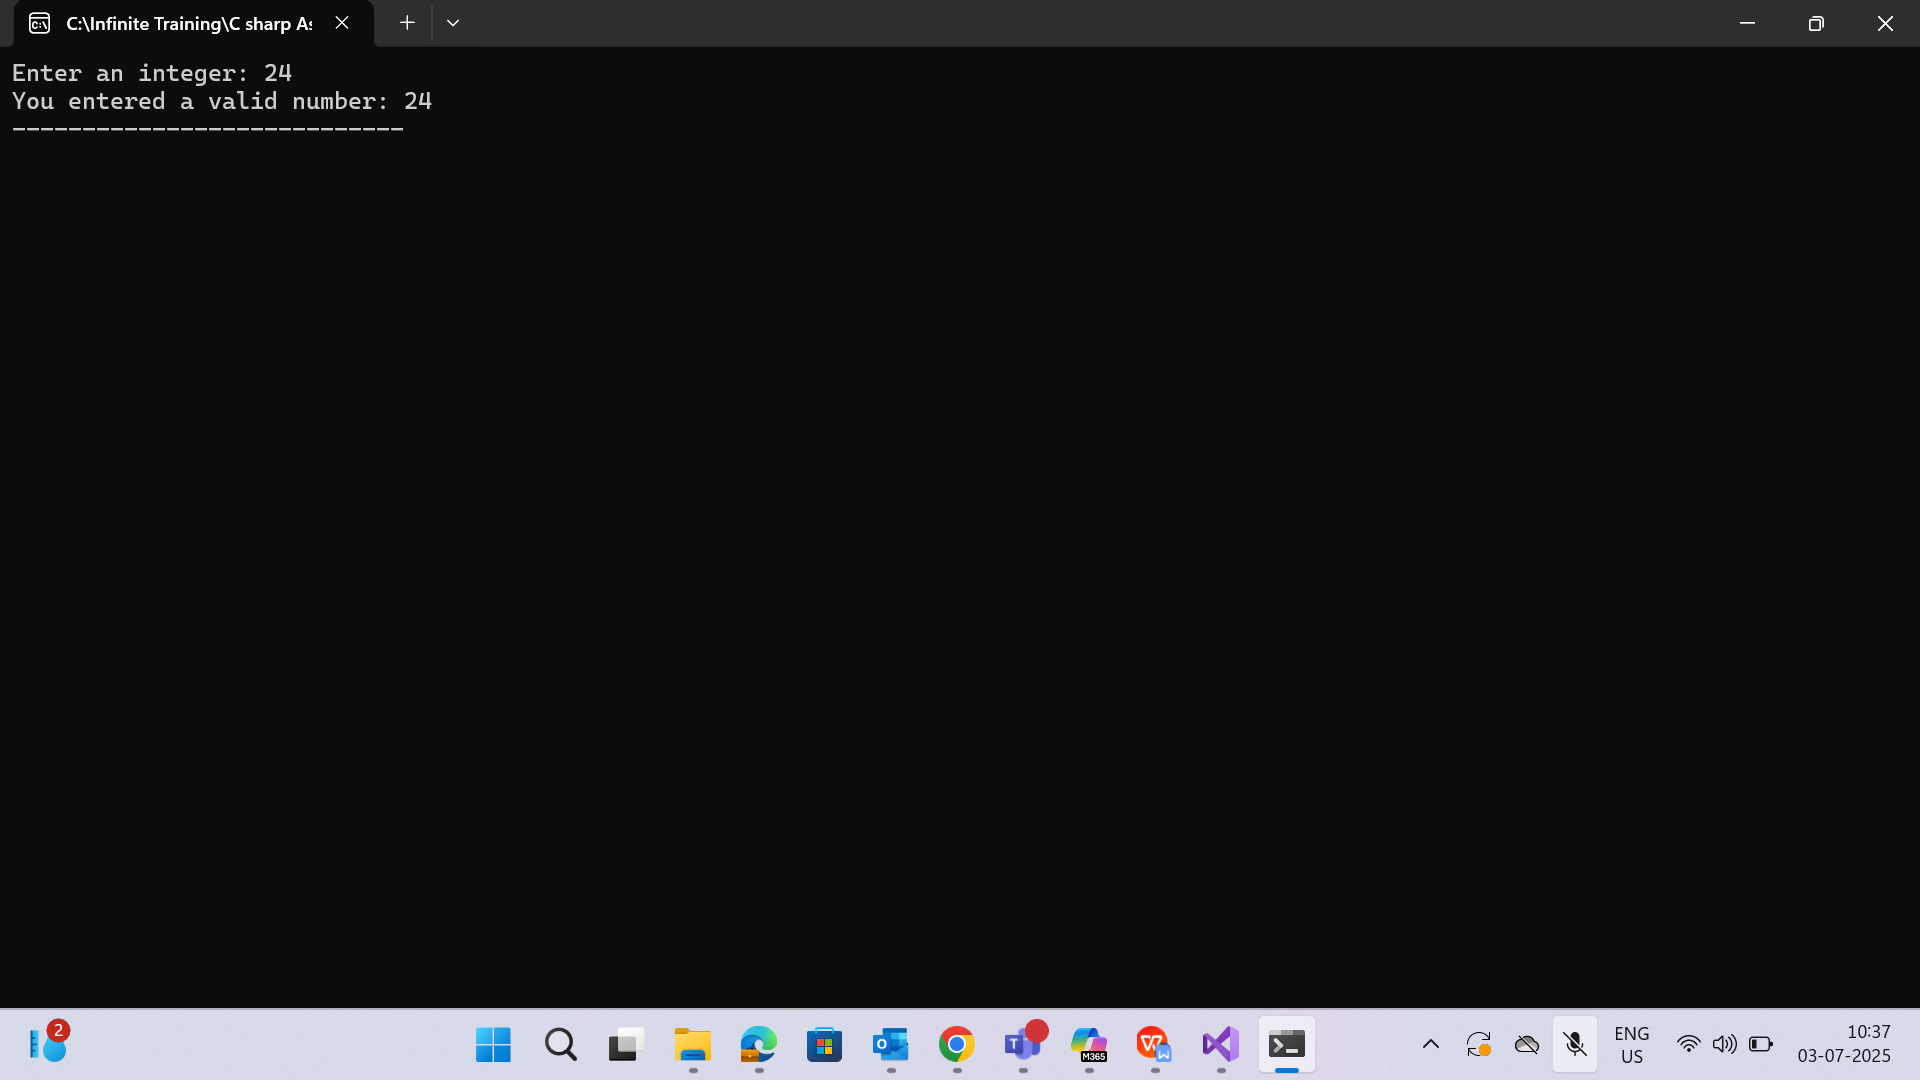 C:\Infinite Training\C sharp As
Enter an integer: 24
You entered a valid number: 24
----------------------------
2
M365
ENG
US
10:37
03-07-2025